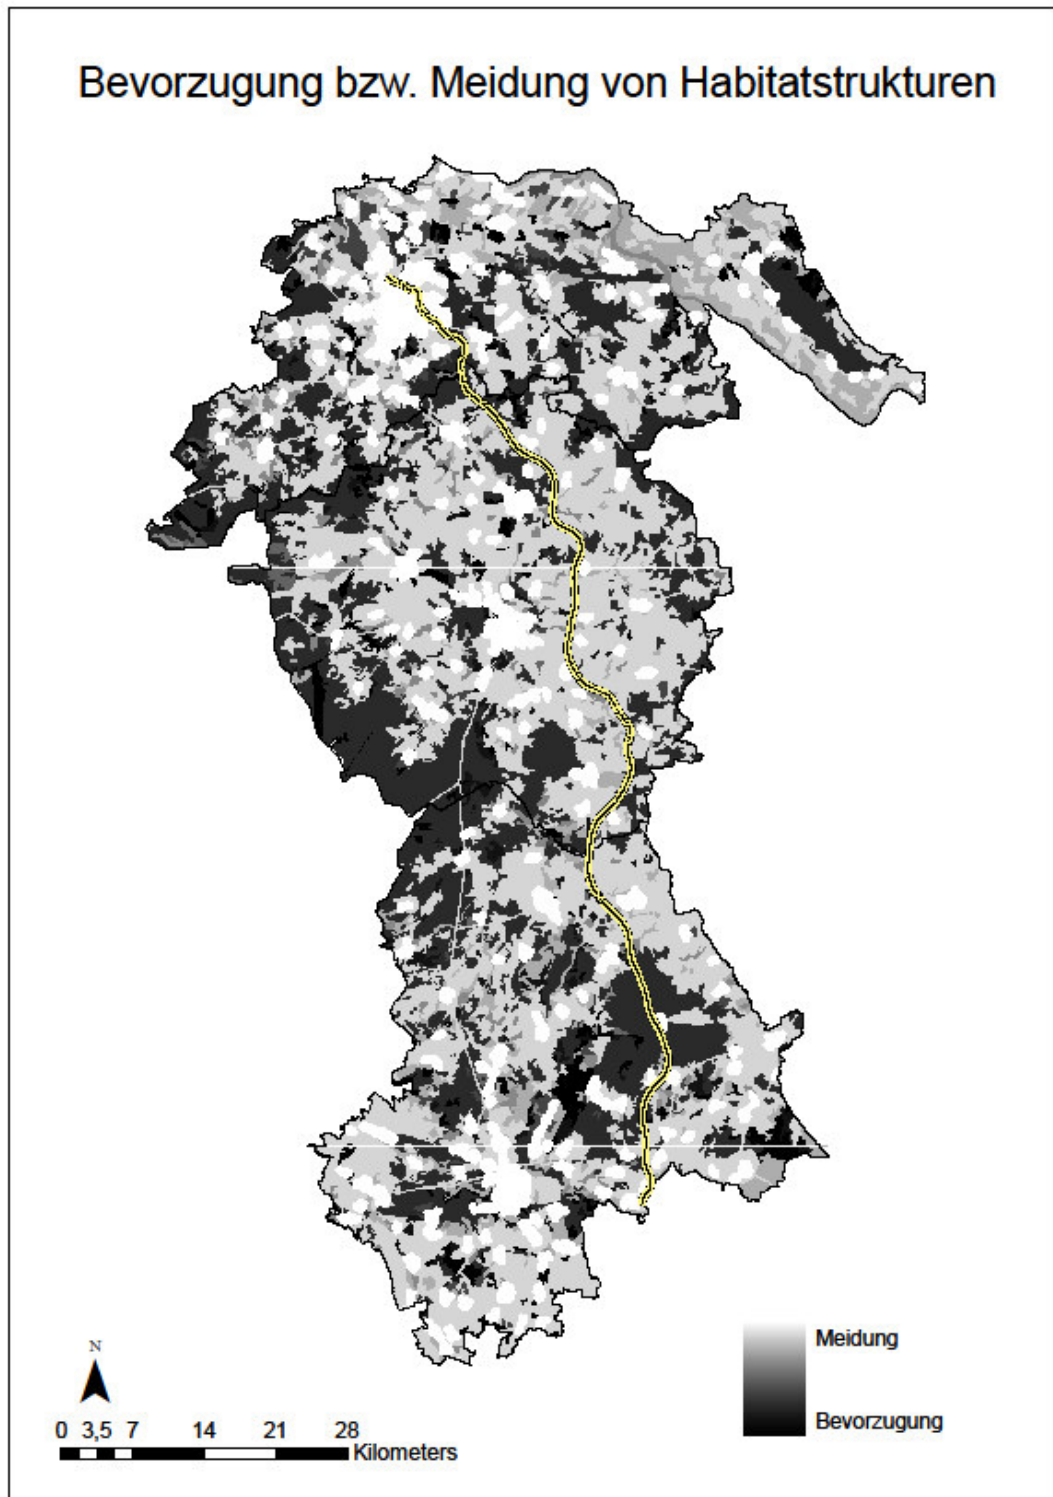 Bevorzugung bzw. Meidung von Habitatstrukturen
N
Meidung
Bevorzugung
0 3,5 7 14 21 28
Kilometers